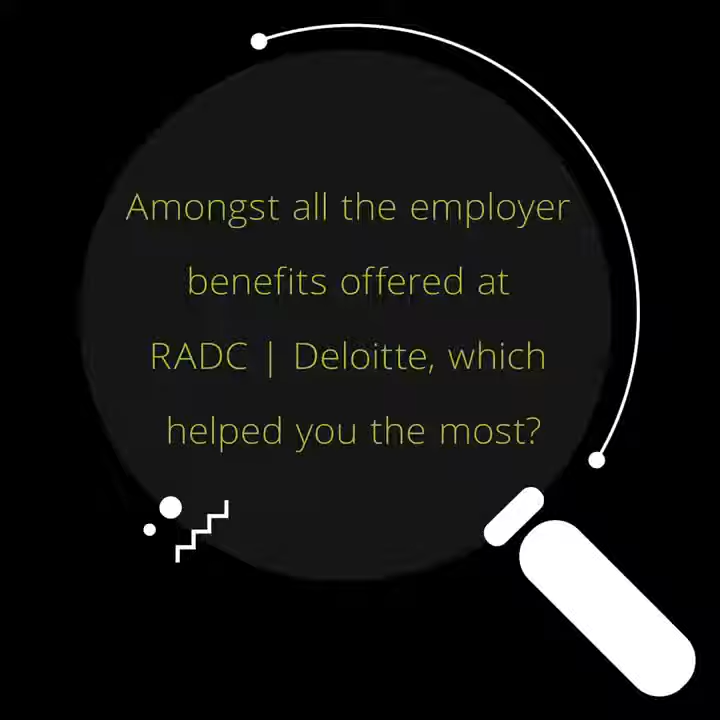 Amongst all the employer
benefits offered at
RADC | Deloitte, which
helped you the most?